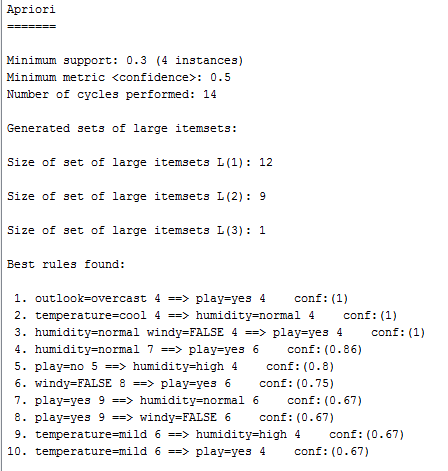 Apriori
=======
Minimum support: 0.3 (4 instances)
Minimum metric <confidence>: 0.5
Number of cycles performed: 14
Generated sets of large itemsets:
Size of set of large itemsets L(1): 12
Size of set of large itemsets L(2): 9
Size of set of large itemsets L(3): 1
Best rules found:
1. outlook=overcast 4 ==> play=yes 4    conf:(1)
2. temperature=cool 4 ==> humidity=normal 4    conf:(1)
3. humidity=normal windy=FALSE 4 ==> play=yes 4    conf:(1)
4. humidity=normal 7 ==> play=yes 6    conf:(0.86)
5. play=no 5 ==> humidity=high 4    conf:(0.8)
6. windy=FALSE 8 ==> play=yes 6    conf:(0.75)
7. play=yes 9 ==> humidity=normal 6    conf:(0.67)
8. play=yes 9 ==> windy=FALSE 6    conf:(0.67)
9. temperature=mild 6 ==> humidity=high 4    conf:(0.67)
10. temperature=mild 6 ==> play=yes 4    conf:(0.67)